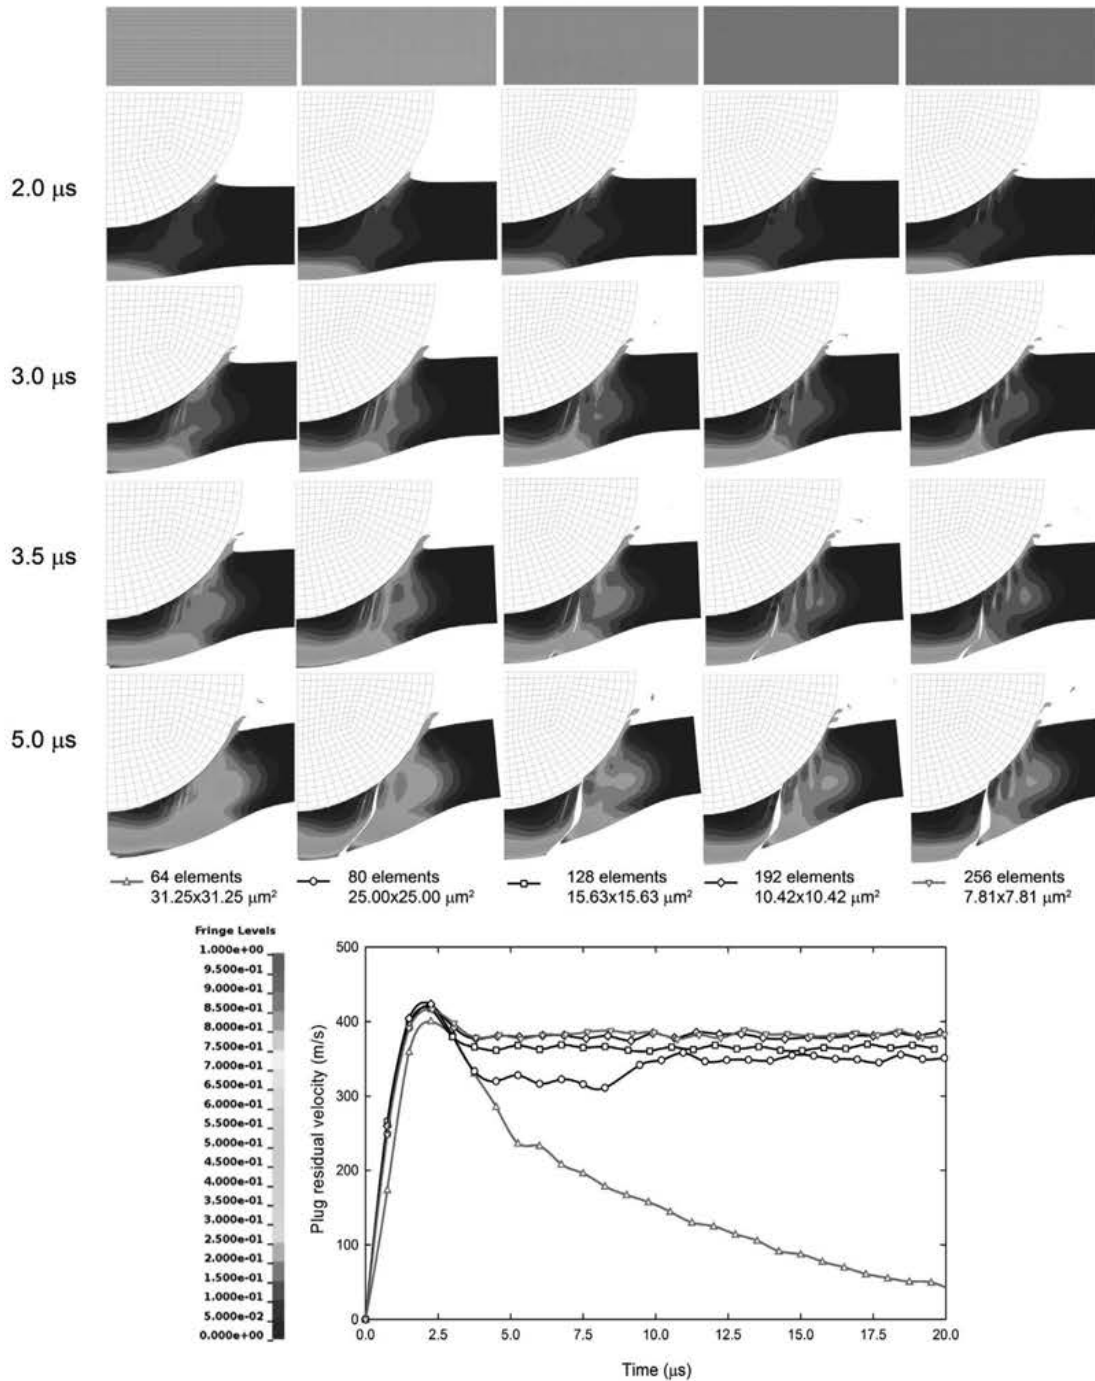 2.0 μs
3.0 μs
3.5 μs
5.0 μs
64 elements
31.25x31.25 μm²
80 elements
25.00x25.00 μm²
128 elements
15.63x15.63 μm²
192 elements
10.42x10.42 μm²
256 elements
7.81x7.81 μm²
Fringe Levels
1.000e+00
9.500e-01
9.000e-01
8.500e-01
8.000e-01
7.500e-01
7.000e-01
6.500e-01
6.000e-01
5.500e-01
5.000e-01
4.500e-01
4.000e-01
3.500e-01
3.000e-01
2.500e-01
2.000e-01
1.500e-01
1.000e-01
5.000e-02
0.000e+00
Plug residual velocity (m/s)
500
400
300
200
100
0
0.0 2.5 5.0 7.5 10.0 12.5 15.0 17.5 20.0
Time (μs)